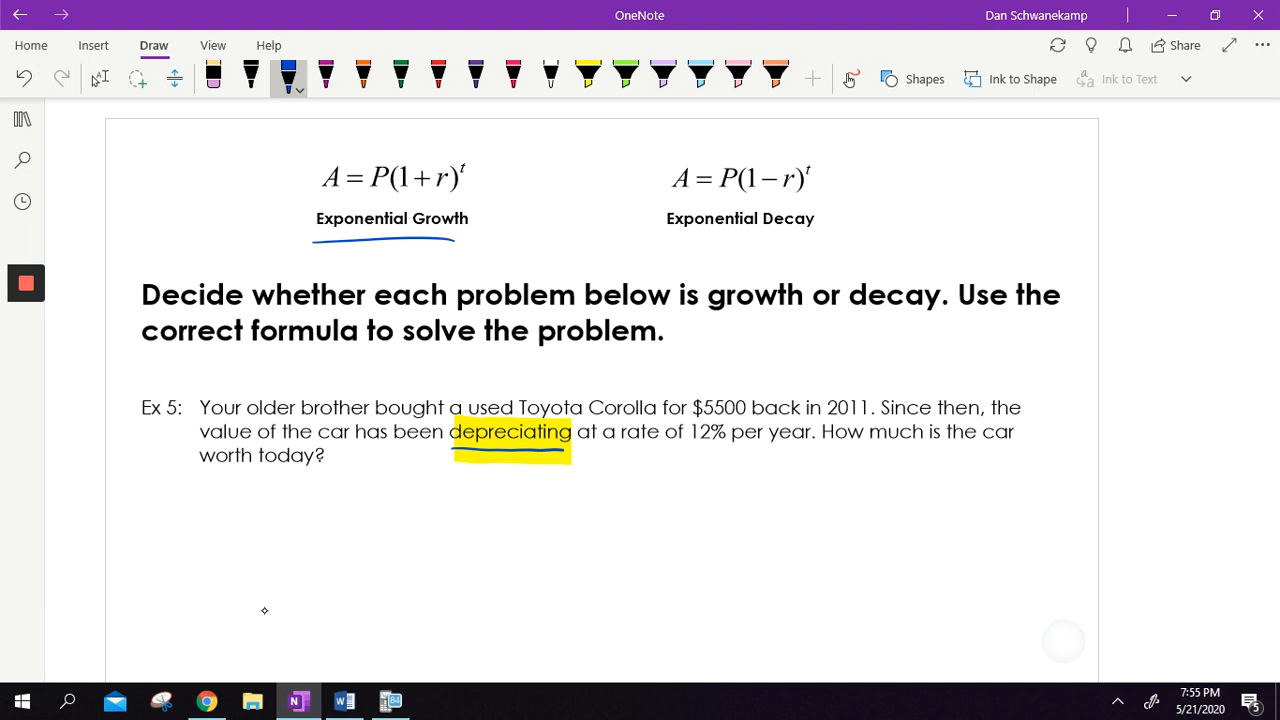 OneNote
Dan Schwanekamp
Home Insert Draw View Help
Share
Shapes Ink to Shape Ink to Text
A = P(1 + r)^t
A = P(1 − r)^t
Exponential Growth
Exponential Decay
Decide whether each problem below is growth or decay. Use the
correct formula to solve the problem.
Ex 5: Your older brother bought a used Toyota Corolla for $5500 back in 2011. Since then, the
value of the car has been depreciating at a rate of 12% per year. How much is the car
worth today?
7:55 PM
5/21/2020
5